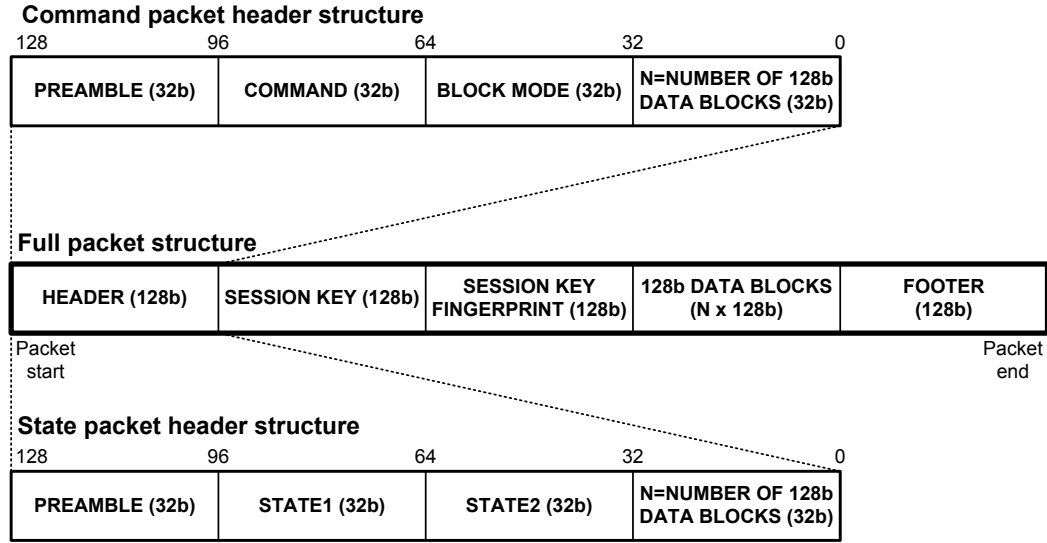 Command packet header structure
128 96 64 32 0
PREAMBLE (32b) COMMAND (32b) BLOCK MODE (32b) N=NUMBER OF 128b
DATA BLOCKS (32b)
Full packet structure
HEADER (128b) SESSION KEY (128b) SESSION KEY
FINGERPRINT (128b) 128b DATA BLOCKS
(N x 128b) FOOTER
(128b)
Packet
start
Packet
end
State packet header structure
128 96 64 32 0
PREAMBLE (32b) STATE1 (32b) STATE2 (32b) N=NUMBER OF 128b
DATA BLOCKS (32b)